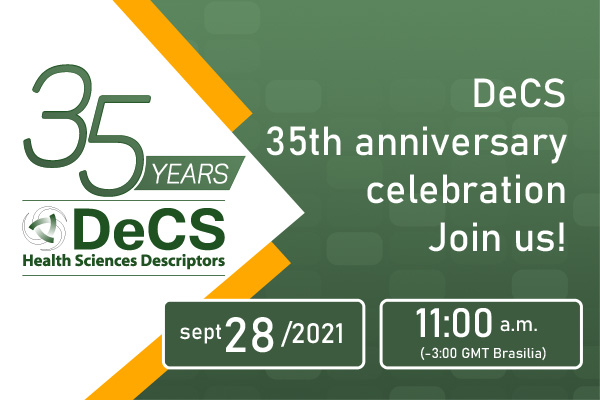 35
YEARS
DeCS
Health Sciences Descriptors
DeCS
35th anniversary
celebration
Join us!
sept 28 /2021
11:00 a.m.
(-3:00 GMT Brasilia)